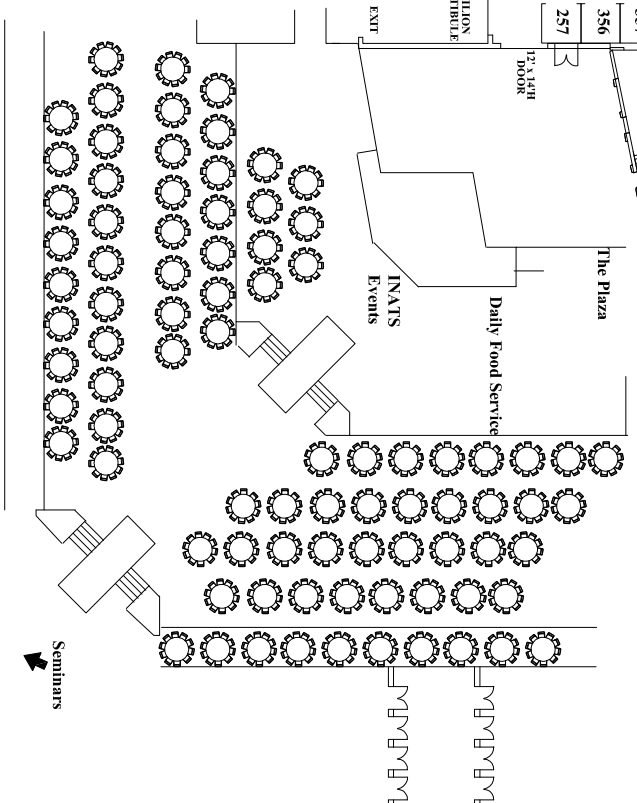 356
257
12' x 14'H
DOOR
EXIT
The Plaza
INATS
Events
Daily Food Service
Seminars